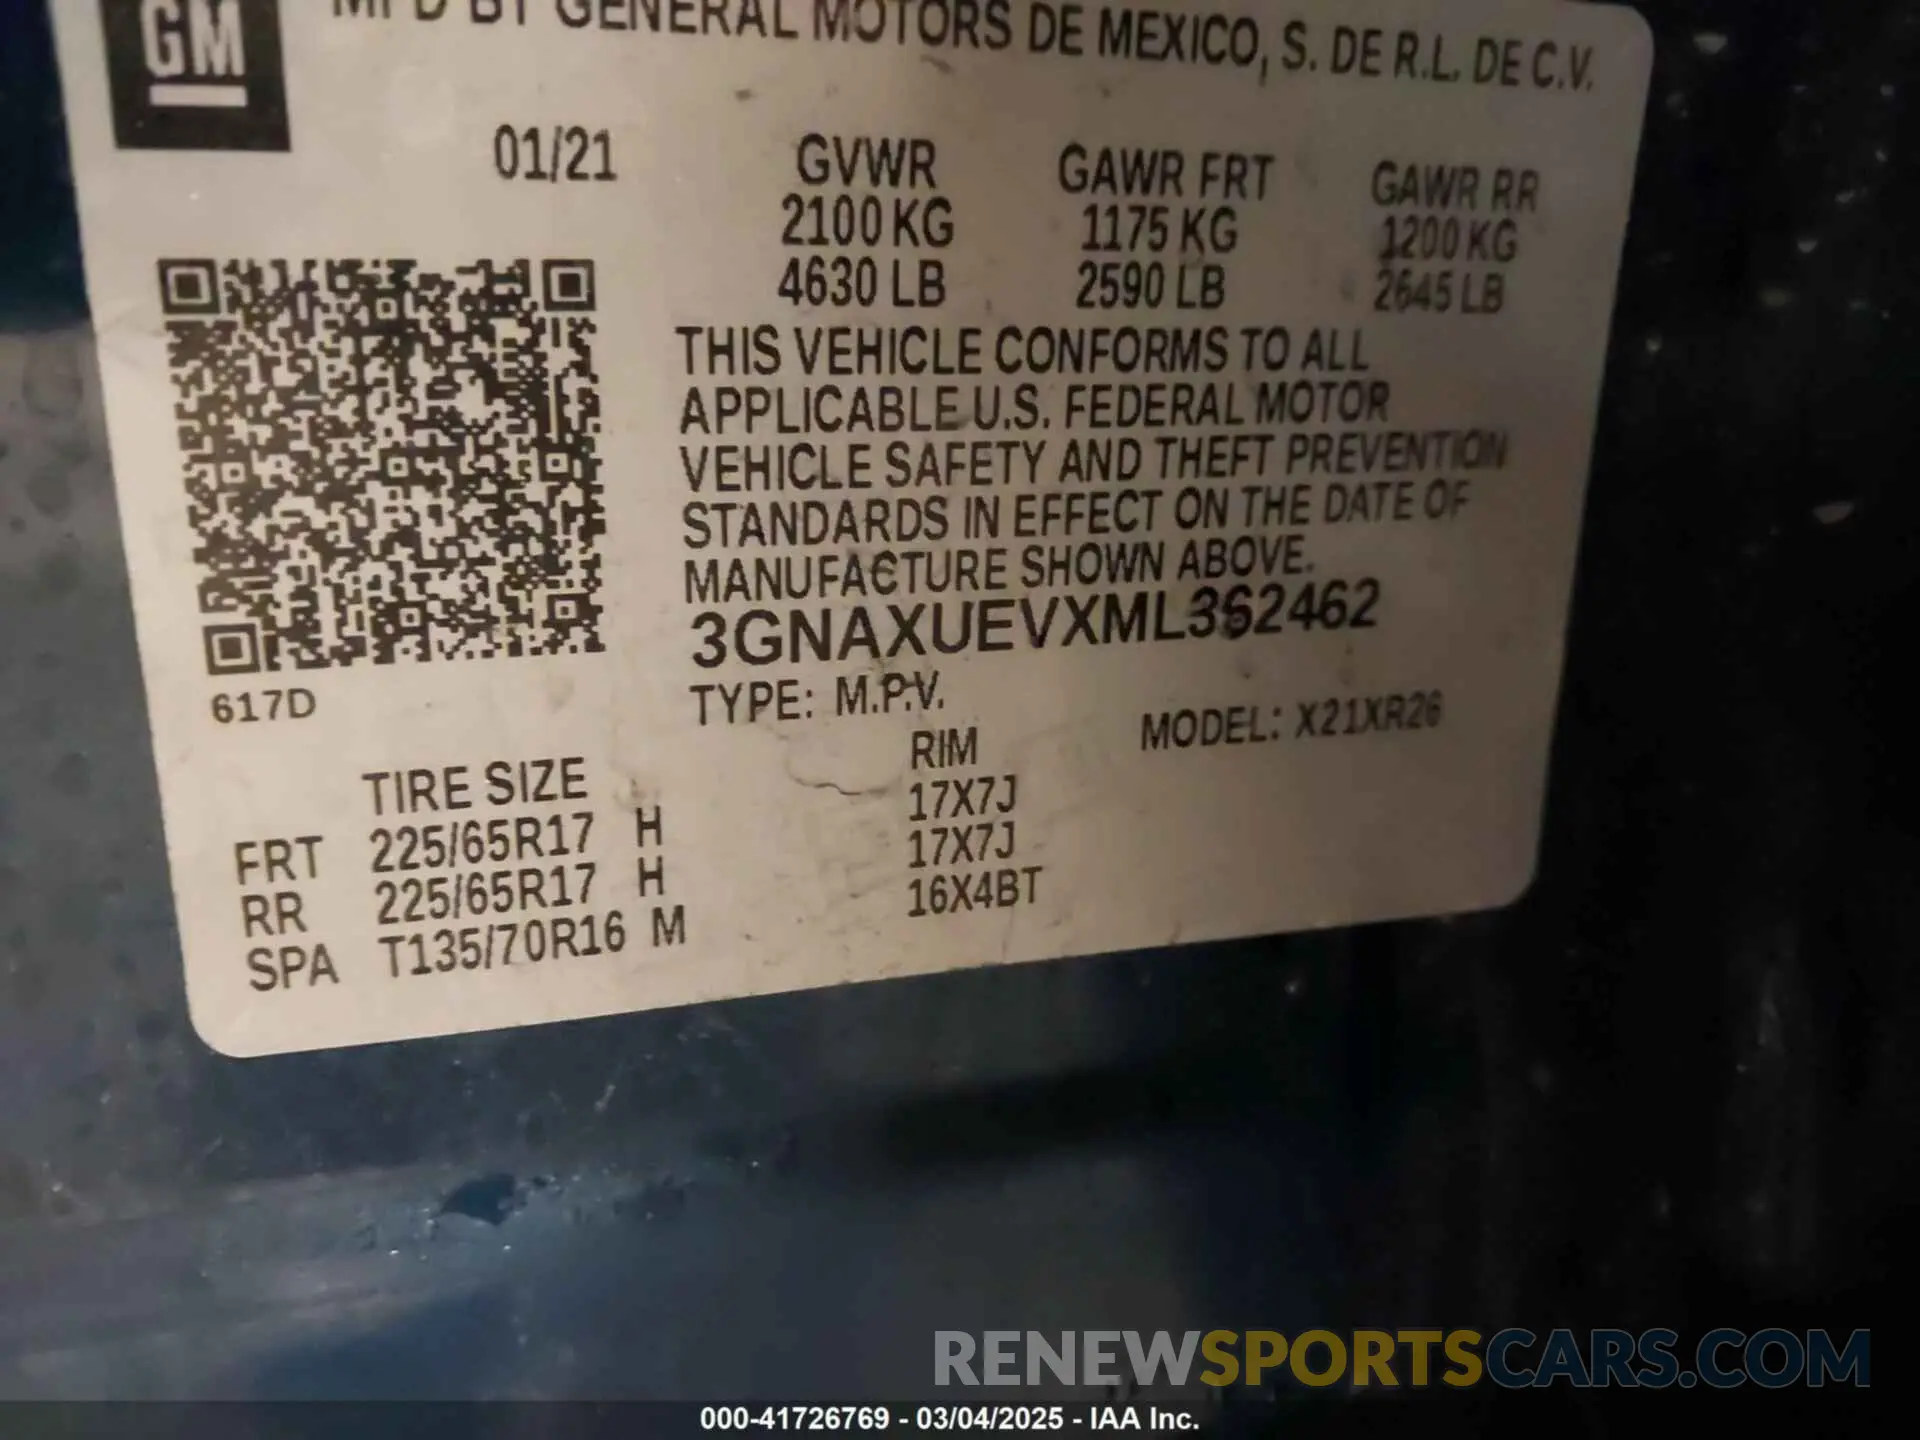 GM
MFD BY GENERAL MOTORS DE MEXICO, S. DE R.L. DE C.V.
01/21
GVWR GAWR FRT GAWR RR
2100 KG 1175 KG 1200 KG
4630 LB 2590 LB 2645 LB
THIS VEHICLE CONFORMS TO ALL
APPLICABLE U.S. FEDERAL MOTOR
VEHICLE SAFETY AND THEFT PREVENTION
STANDARDS IN EFFECT ON THE DATE OF
MANUFACTURE SHOWN ABOVE.
3GNAXUEVXML362462
617D
TYPE: M.P.V. MODEL: X21XR26
TIRE SIZE RIM
FRT 225/65R17 H 17X7J
RR 225/65R17 H 17X7J
SPA T135/70R16 M 16X4BT
RENEWSPORTSCARS.COM
000-41726769 - 03/04/2025 - IAA Inc.